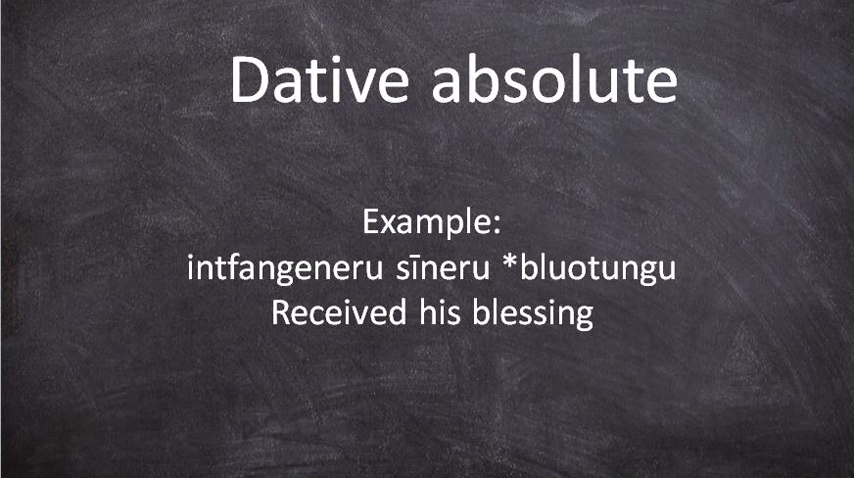 Dative absolute
Example:
intfangeneru sīneru *bluotungu
Received his blessing